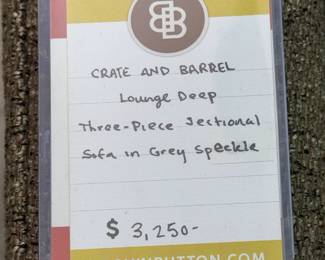 CRATE AND BARREL
Lounge Deep
Three-Piece Sectional
Sofa in Grey Speckle
$ 3,250-